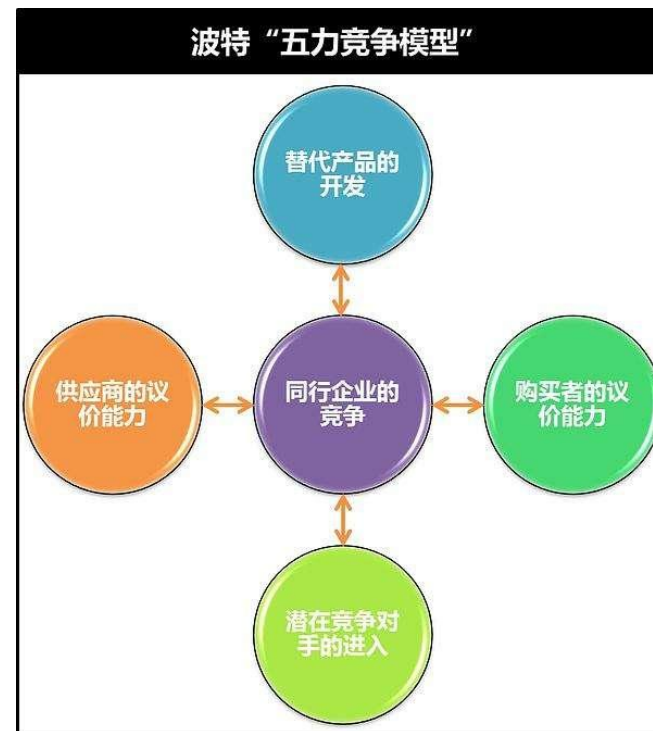 波特“五力竞争模型”
替代产品的
开发
供应商的议
价能力
同行企业的
竞争
购买者的议
价能力
潜在竞争对
手的进入